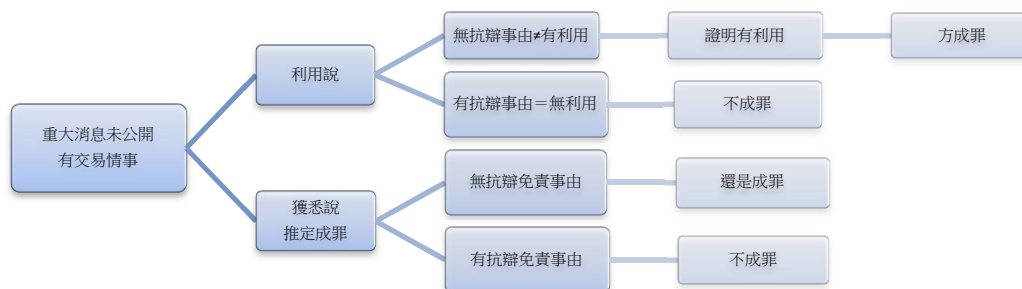 重大消息未公開
有交易情事
利用說
無抗辯事由≠有利用
證明有利用
方成罪
有抗辯事由＝無利用
不成罪
獲悉說
推定成罪
無抗辯免責事由
還是成罪
有抗辯免責事由
不成罪